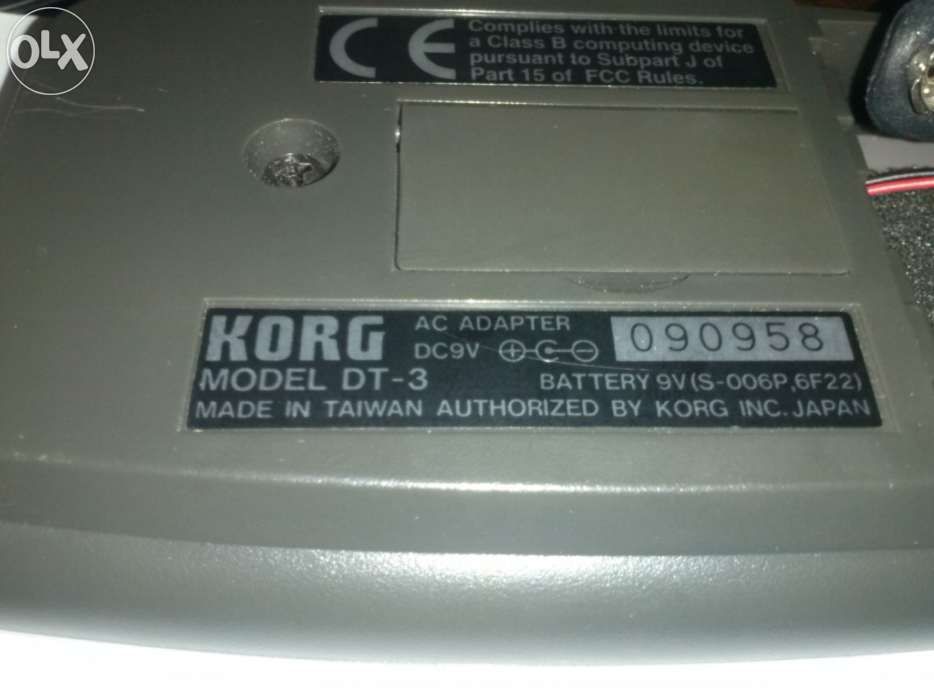 OLX
CE
Complies with the limits for
a Class B computing device
pursuant to Subpart J of
Part 15 of FCC Rules.
KORG AC ADAPTER 090958
DC9V
MODEL DT-3 BATTERY 9V(S-006P,6F22)
MADE IN TAIWAN AUTHORIZED BY KORG INC. JAPAN